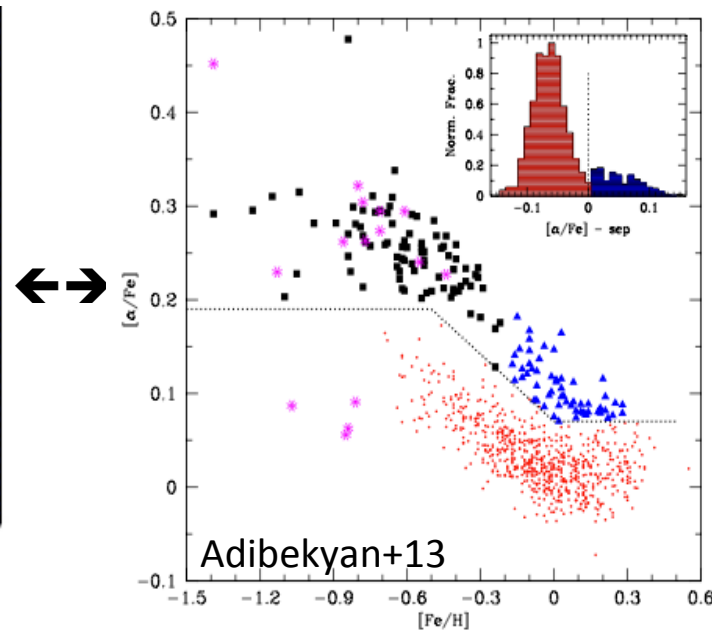 0.5
0.4
0.3
0.2
0.1
0
-0.1
[α/Fe]
-1.5 -1.2 -0.9 -0.6 -0.3 0 0.3 0.6
[Fe/H]
Norm. Frac.
1
0.8
0.6
0.4
0.2
0
-0.1 0 0.1
[α/Fe] - sep
Adibekyan+13